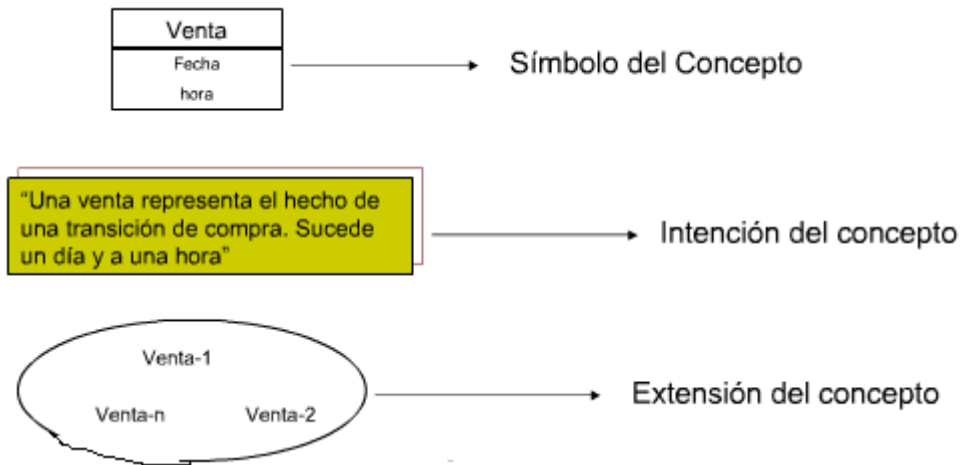 Venta
Fecha
hora
Símbolo del Concepto
“Una venta representa el hecho de
una transición de compra. Sucede
un día y a una hora”
Intención del concepto
Venta-1
Venta-n Venta-2
Extensión del concepto